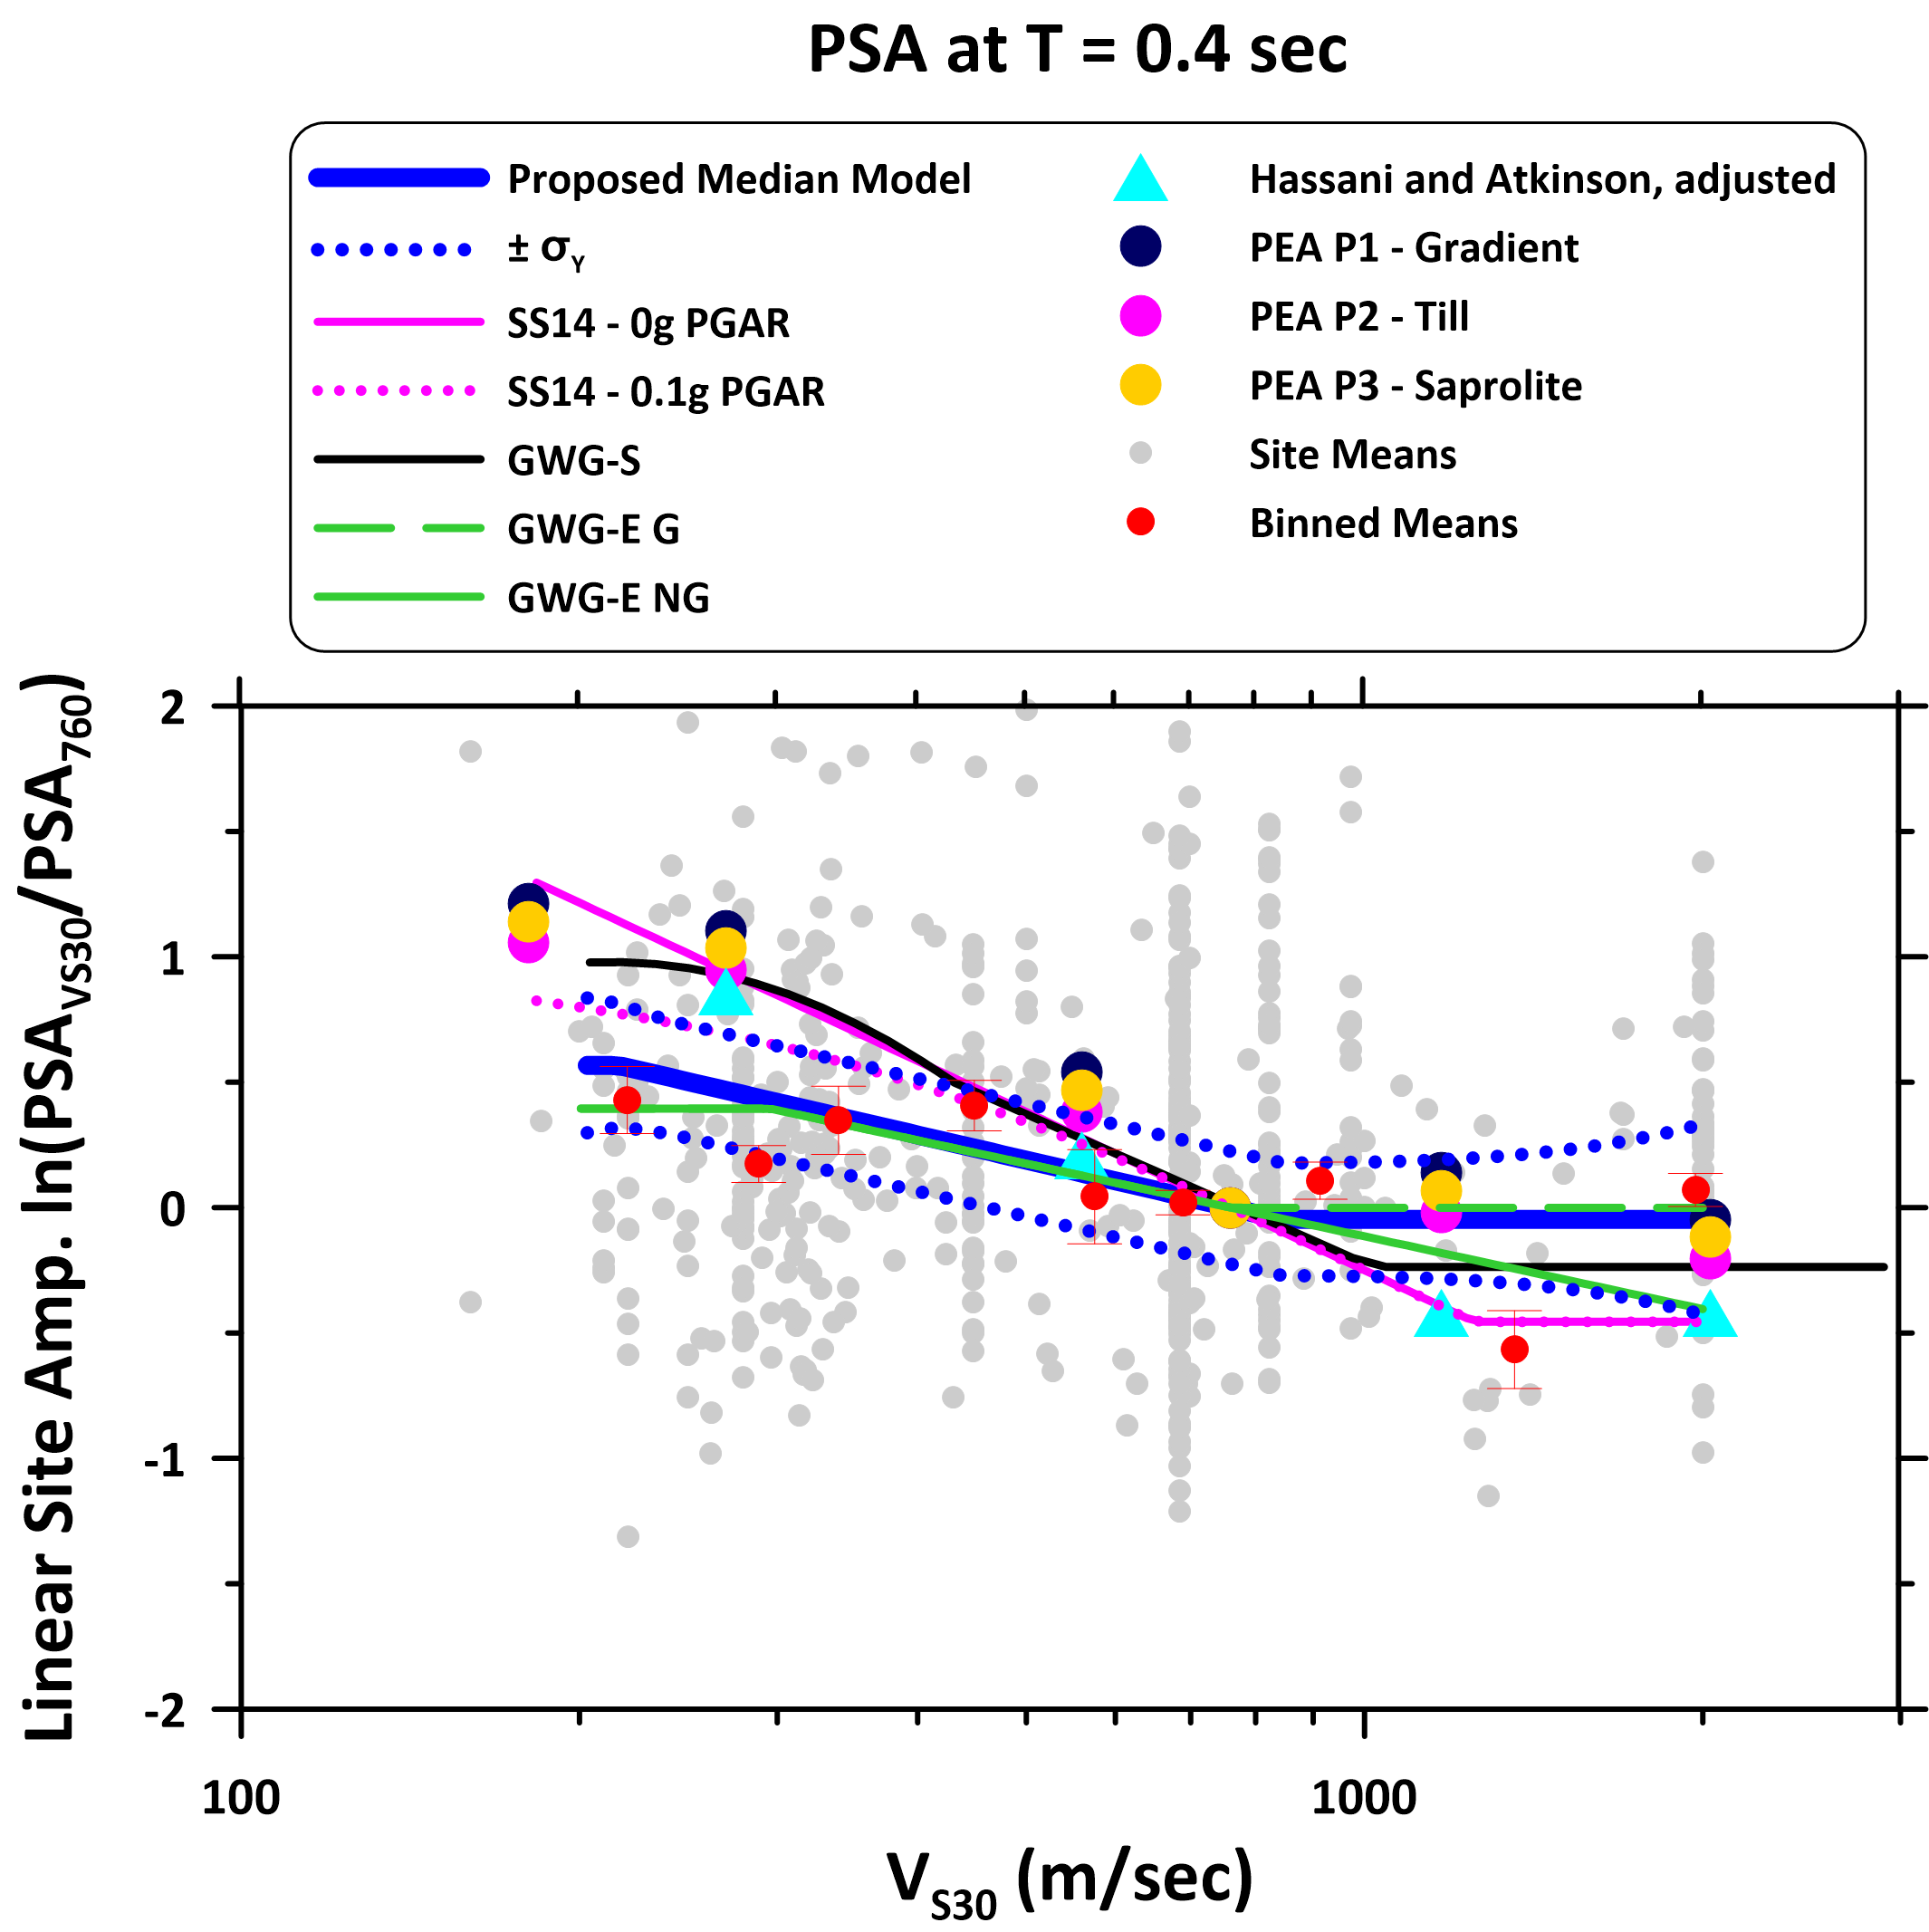 PSA at T = 0.4 sec
Proposed Median Model
± σY
SS14 - 0g PGAR
SS14 - 0.1g PGAR
GWG-S
GWG-E G
GWG-E NG
Hassani and Atkinson, adjusted
PEA P1 - Gradient
PEA P2 - Till
PEA P3 - Saprolite
Site Means
Binned Means
Linear Site Amp. ln(PSAVS30/PSA760)
2
1
0
-1
-2
100
1000
VS30 (m/sec)